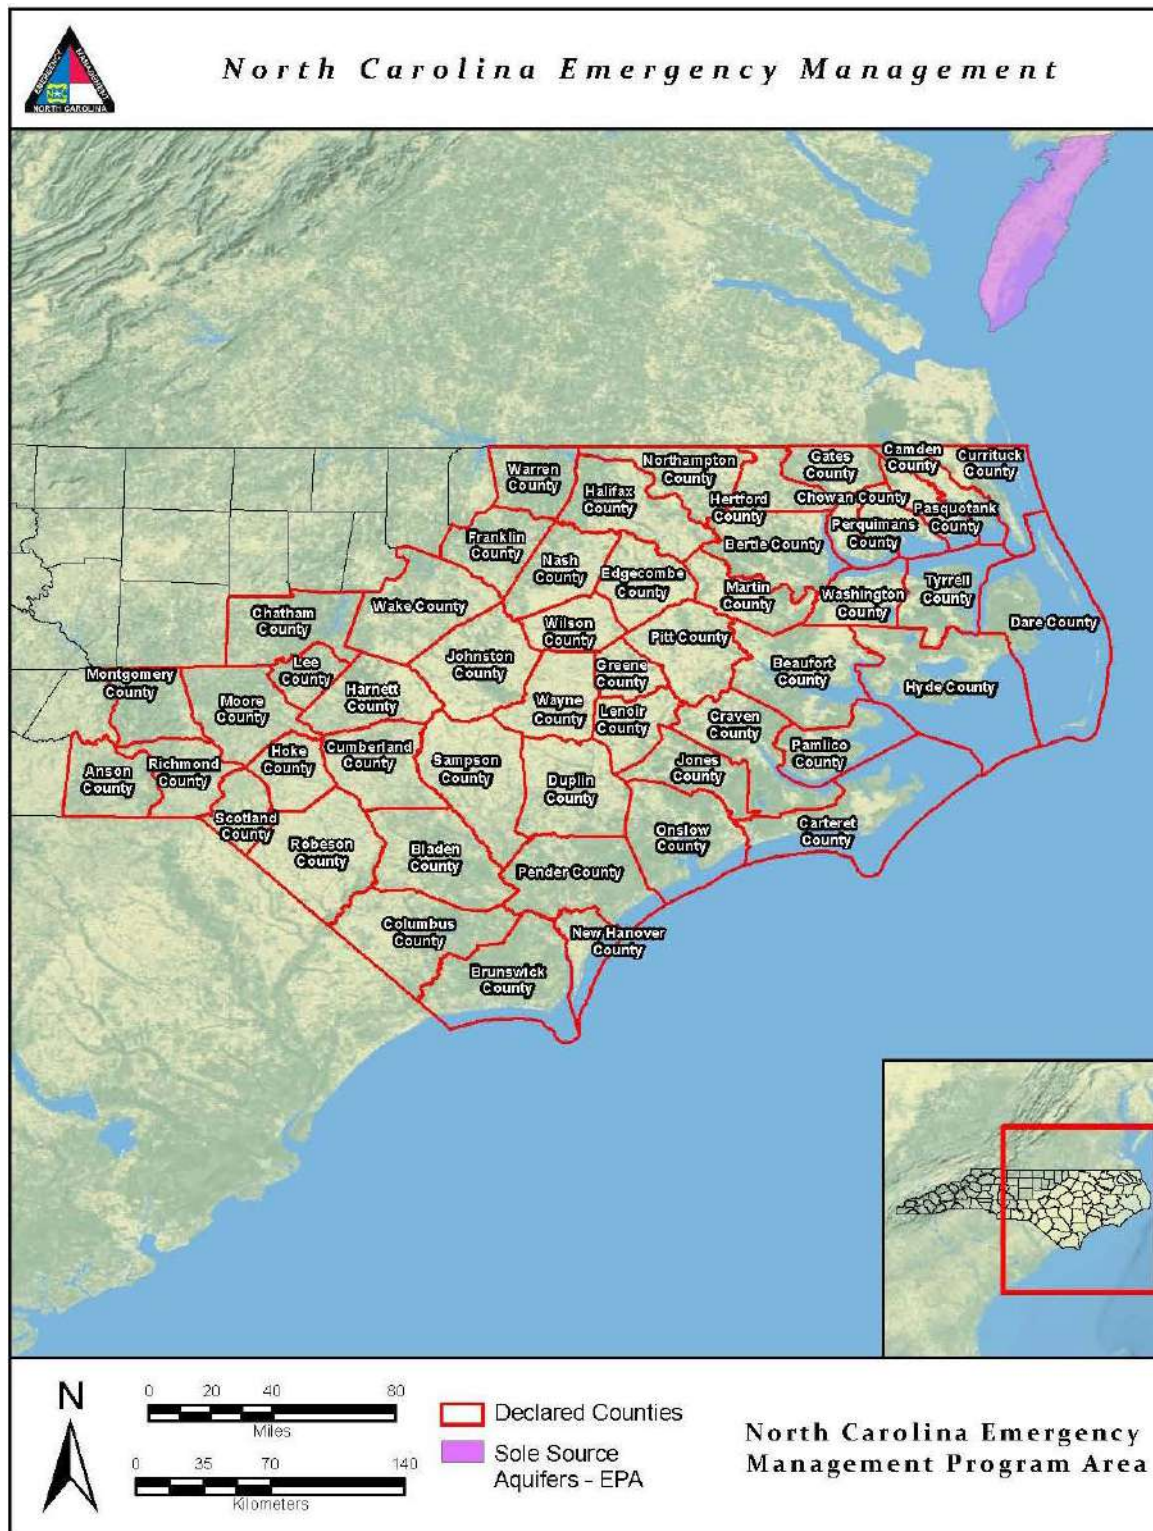 North Carolina Emergency Management
EMERGENCY
MANAGEMENT
NORTH CAROLINA
Warren
County
Northampton
County
Gates
County
Camden
County
Currituck
County
Halifax
County
Hertford
County
Chowan County
Pasquotank
County
Perquimans
County
Franklin
County
Nash
County
Bertie County
Edgecombe
County
Martin
County
Washington
County
Tyrrell
County
Dare County
Chatham
County
Wake County
Wilson
County
Pitt County
Lee
County
Johnston
County
Greene
County
Beaufort
County
Hyde County
Montgomery
County
Moore
County
Harnett
County
Wayne
County
Lenoir
County
Craven
County
Pamlico
County
Anson
County
Richmond
County
Hoke
County
Cumberland
County
Sampson
County
Duplin
County
Jones
County
Scotland
County
Robeson
County
Bladen
County
Onslow
County
Carteret
County
Pender County
Columbus
County
New Hanover
County
Brunswick
County
N
0 20 40 80
Miles
0 35 70 140
Kilometers
Declared Counties
Sole Source
Aquifers - EPA
North Carolina Emergency
Management Program Area